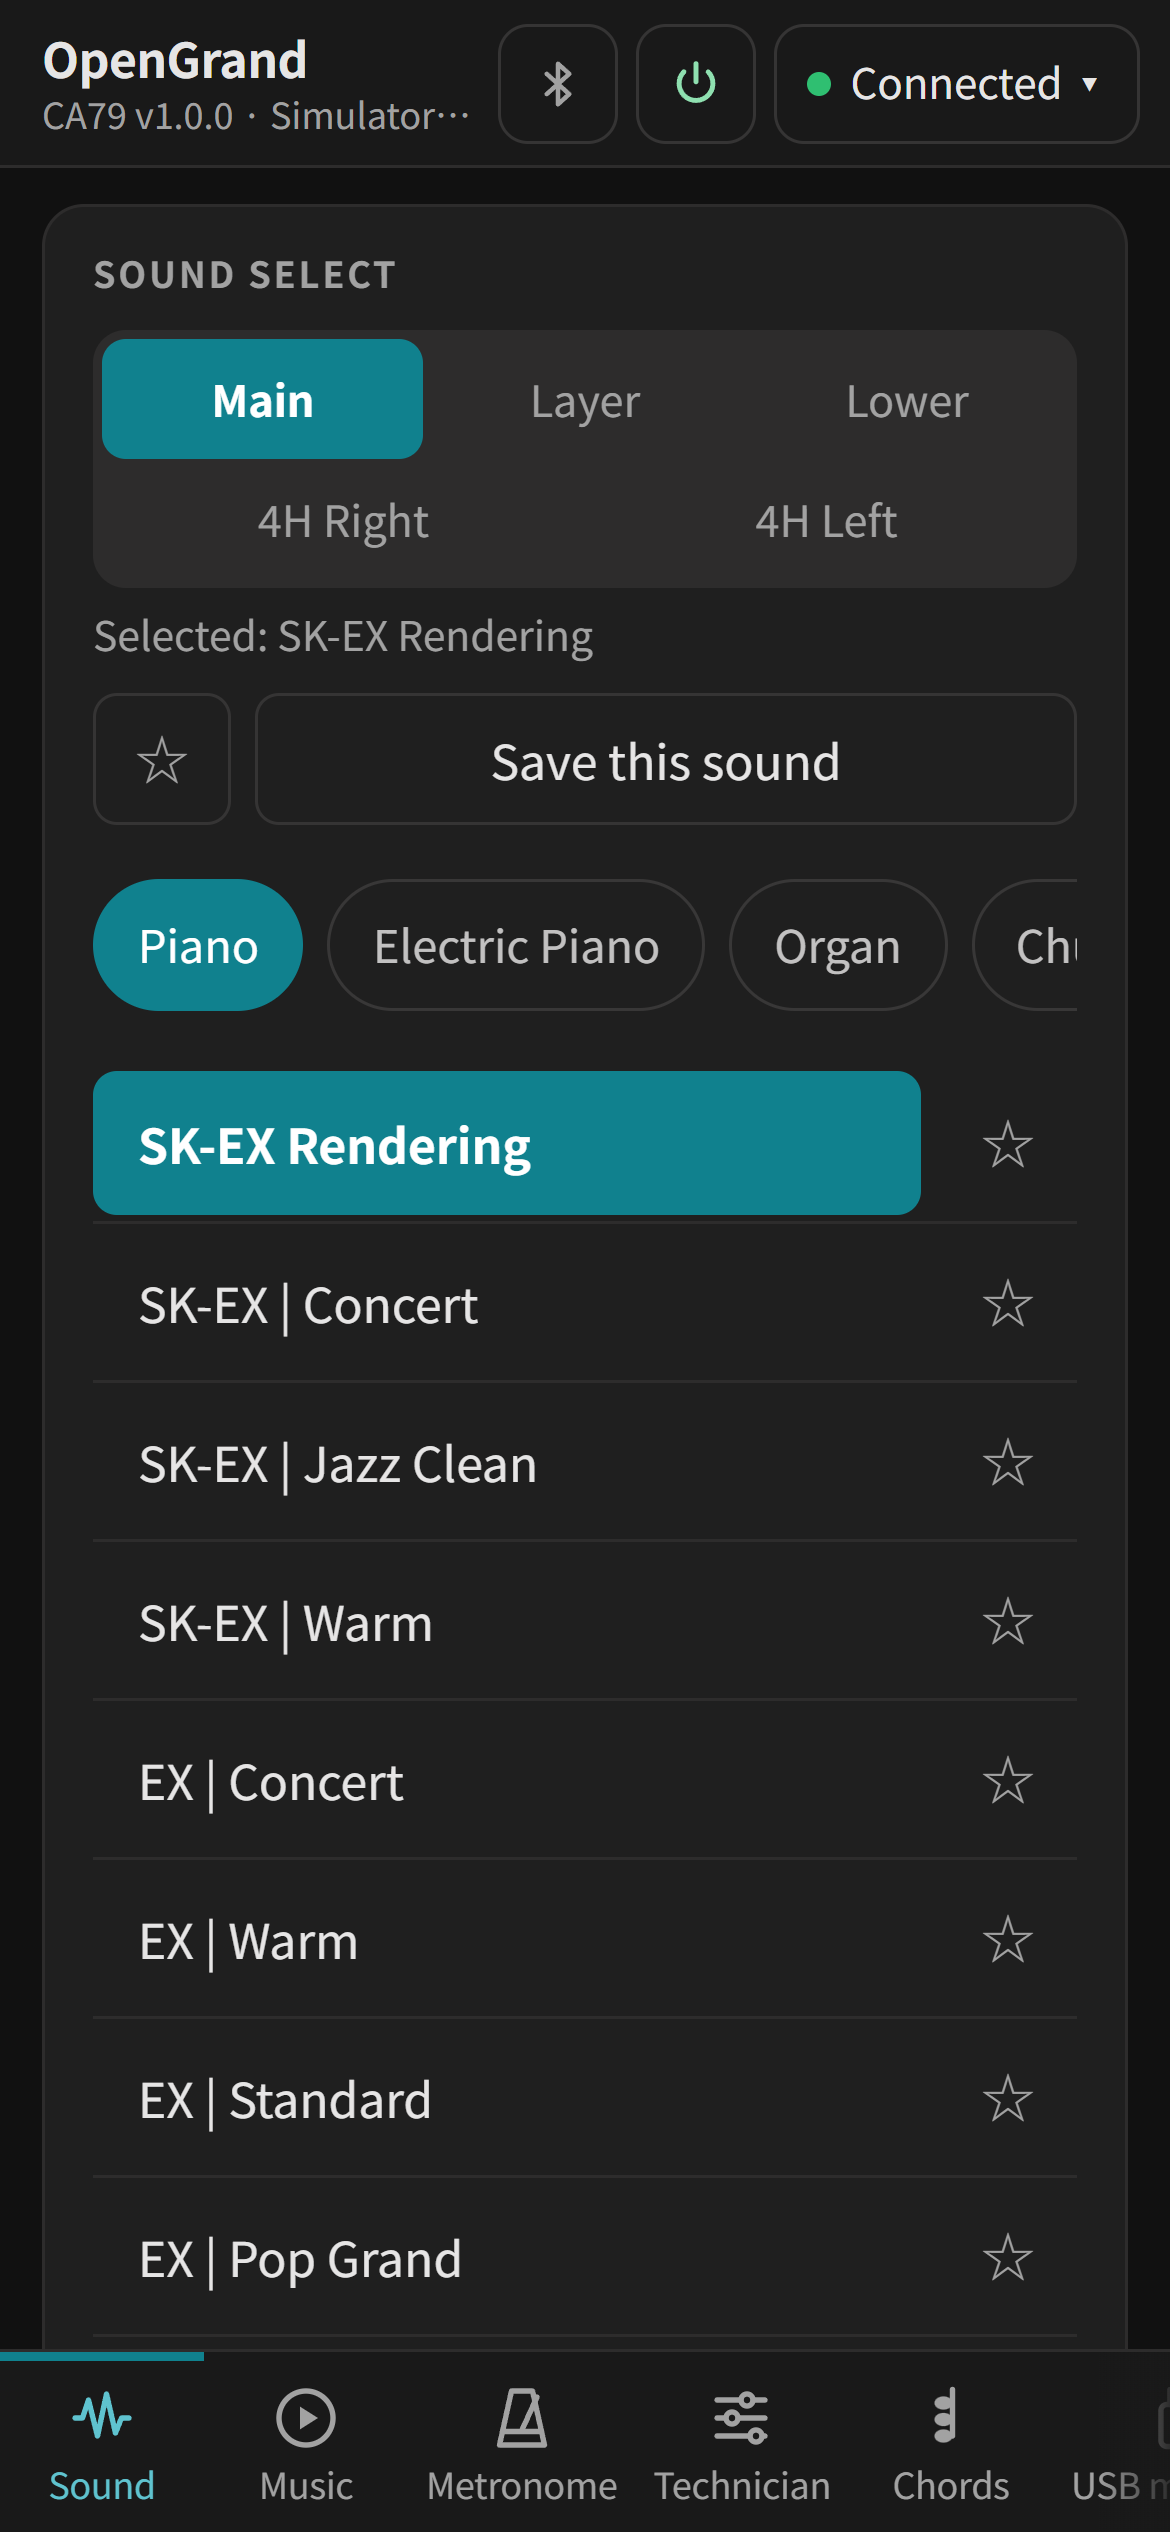 OpenGrand
CA79 v1.0.0 · Simulator…
Connected ▾
SOUND SELECT
Main
Layer
Lower
4H Right
4H Left
Selected: SK-EX Rendering
☆
Save this sound
Piano
Electric Piano
Organ
SK-EX Rendering ☆
SK-EX | Concert ☆
SK-EX | Jazz Clean ☆
SK-EX | Warm ☆
EX | Concert ☆
EX | Warm ☆
EX | Standard ☆
EX | Pop Grand ☆
Sound
Music
Metronome
Technician
Chords
USB